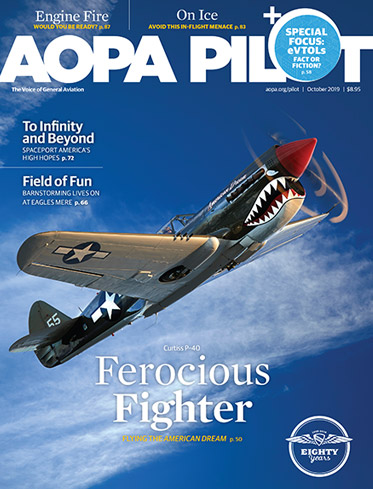 Engine Fire
WOULD YOU BE READY? p.67
On Ice
AVOID THIS IN-FLIGHT MENACE p.83
AOPA PILOT+
SPECIAL
FOCUS:
eVTOLs
FACT OR
FICTION?
p.58
The Voice of General Aviation
aopa.org/pilot | October 2019 | $8.95
To Infinity
and Beyond
SPACEPORT AMERICA'S
HIGH HOPES p.72
Field of Fun
BARNSTORMING LIVES ON
AT EAGLES MERE p.66
55
Curtiss P-40
Ferocious
Fighter
FLYING THE AMERICAN DREAM p.50
EIGHTY
Years